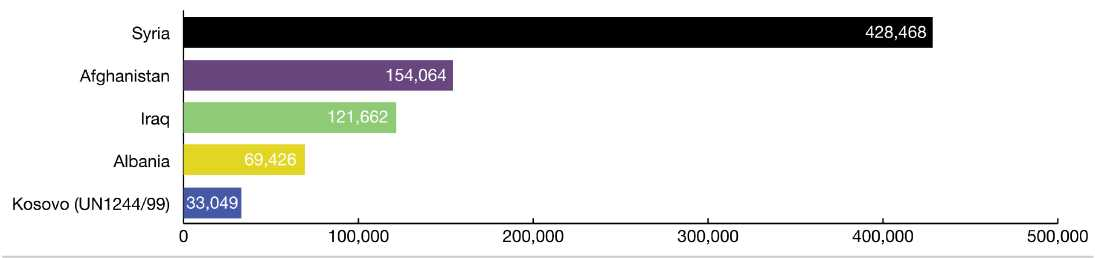 Syria 428,468
Afghanistan 154,064
Iraq 121,662
Albania 69,426
Kosovo (UN1244/99) 33,049
0 100,000 200,000 300,000 400,000 500,000